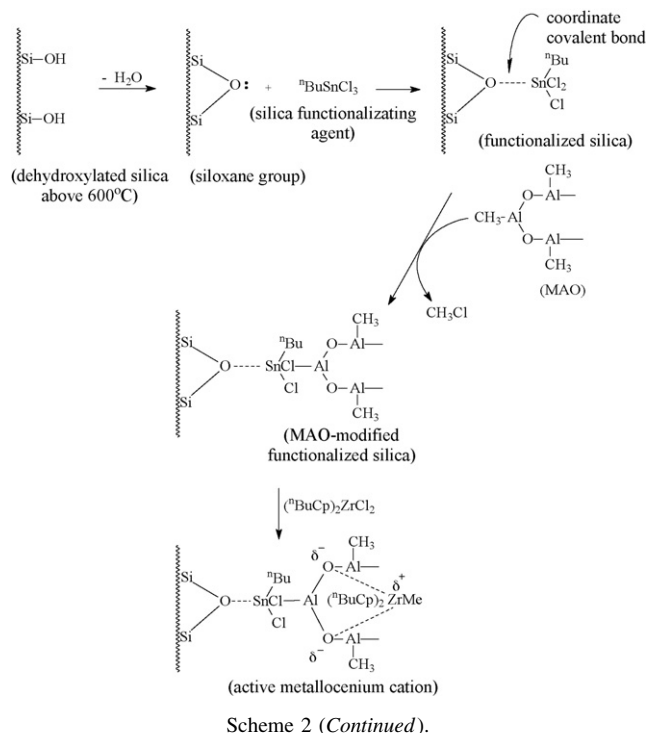 coordinate
covalent bond
Si
Si–OH
- H₂O
O:
+
ⁿBuSnCl₃
(silica functionalizating
agent)
Si–OH
Si
(dehydroxylated silica
above 600°C)
(siloxane group)
Si
O
ⁿBu
SnCl₂
Cl
Si
(functionalized silica)
CH₃
O–Al
CH₃-Al
O–Al
CH₃
(MAO)
CH₃Cl
Si
O
ⁿBu
SnCl–Al
Cl
CH₃
O–Al
O–Al
CH₃
Si
(MAO-modified
functionalized silica)
(ⁿBuCp)₂ZrCl₂
Si
O
ⁿBu
SnCl–Al
Cl
CH₃
δ⁻
O–Al
δ⁺
(ⁿBuCp)₂ ZrMe
O–Al
δ⁻
CH₃
Si
(active metallocenium cation)
Scheme 2 (Continued).